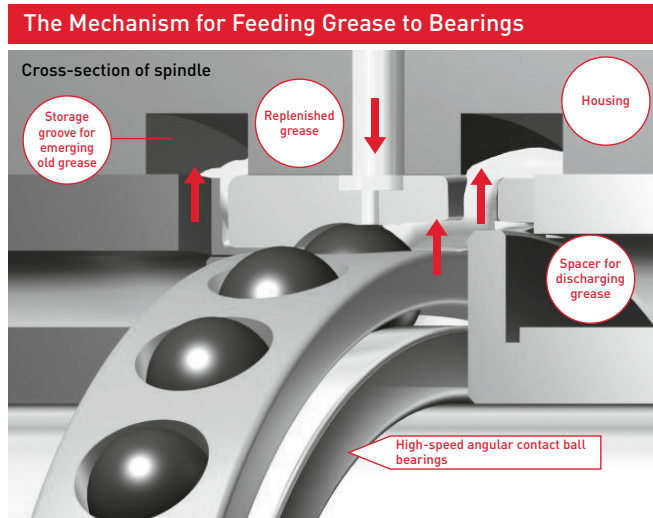 The Mechanism for Feeding Grease to Bearings
Cross-section of spindle
Storage
groove for
emerging
old grease
Replenished
grease
Housing
Spacer for
discharging
grease
High-speed angular contact ball
bearings